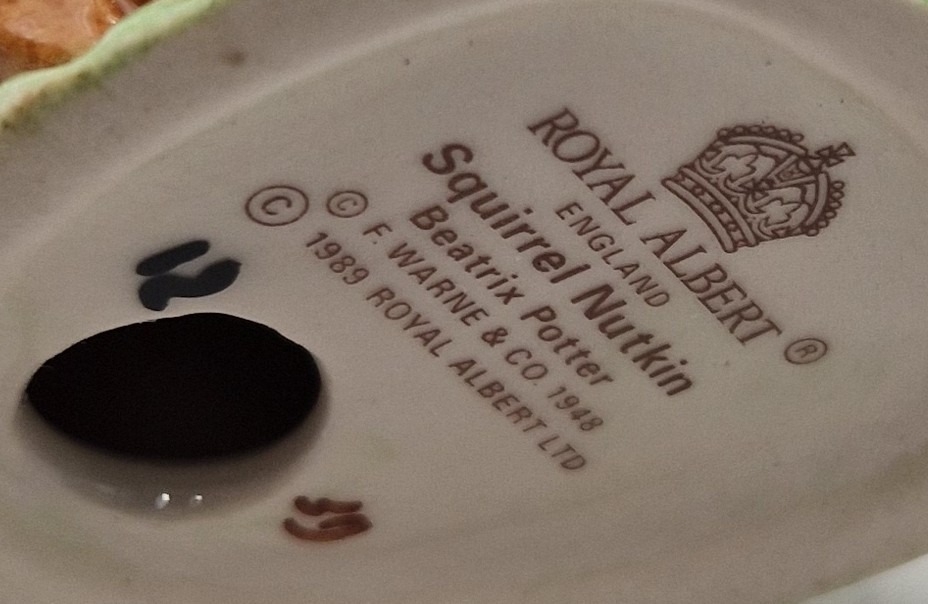 ROYAL ALBERT ®
ENGLAND
Squirrel Nutkin
Beatrix Potter
© F. WARNE & CO. 1948
© 1989 ROYAL ALBERT LTD